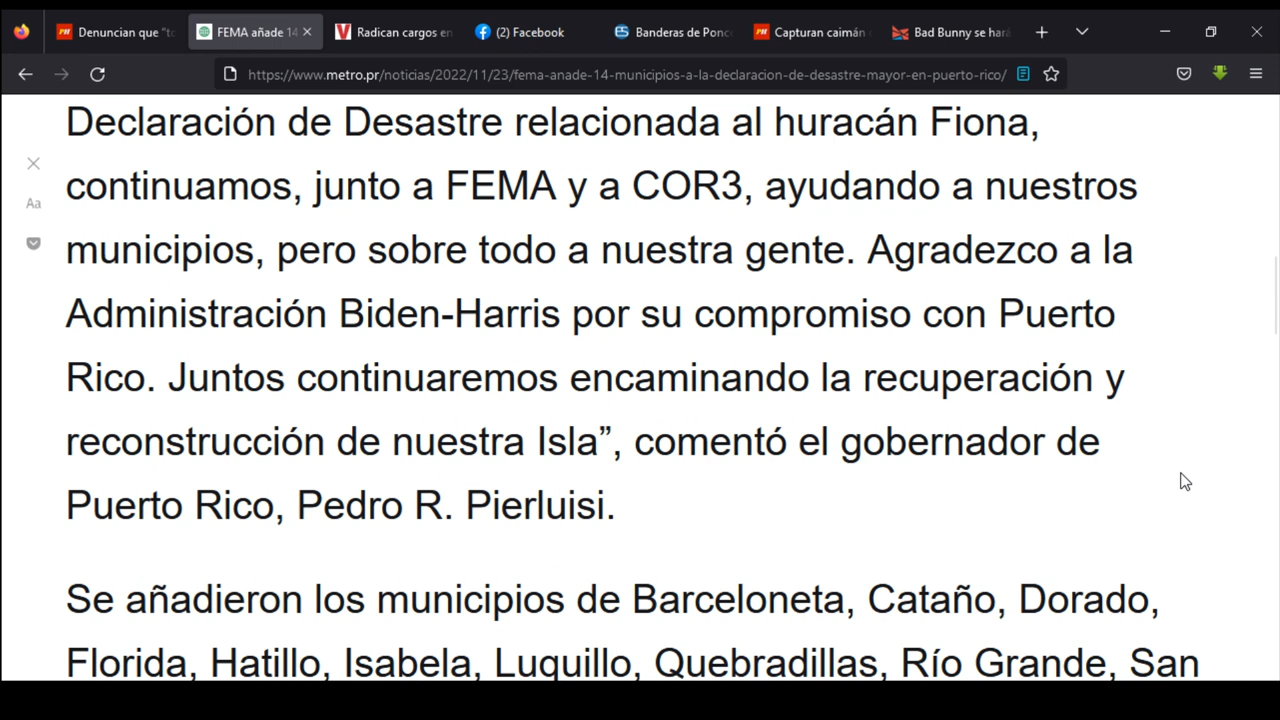 Denuncian que "to
FEMA añade 14
Radican cargos en
(2) Facebook
Banderas de Ponc
Capturan caimán
Bad Bunny se hará
https://www.metro.pr/noticias/2022/11/23/fema-anade-14-municipios-a-la-declaracion-de-desastre-mayor-en-puerto-rico/
Aa
Declaración de Desastre relacionada al huracán Fiona,
continuamos, junto a FEMA y a COR3, ayudando a nuestros
municipios, pero sobre todo a nuestra gente. Agradezco a la
Administración Biden-Harris por su compromiso con Puerto
Rico. Juntos continuaremos encaminando la recuperación y
reconstrucción de nuestra Isla”, comentó el gobernador de
Puerto Rico, Pedro R. Pierluisi.
Se añadieron los municipios de Barceloneta, Cataño, Dorado,
Florida, Hatillo, Isabela, Luquillo, Quebradillas, Río Grande, San